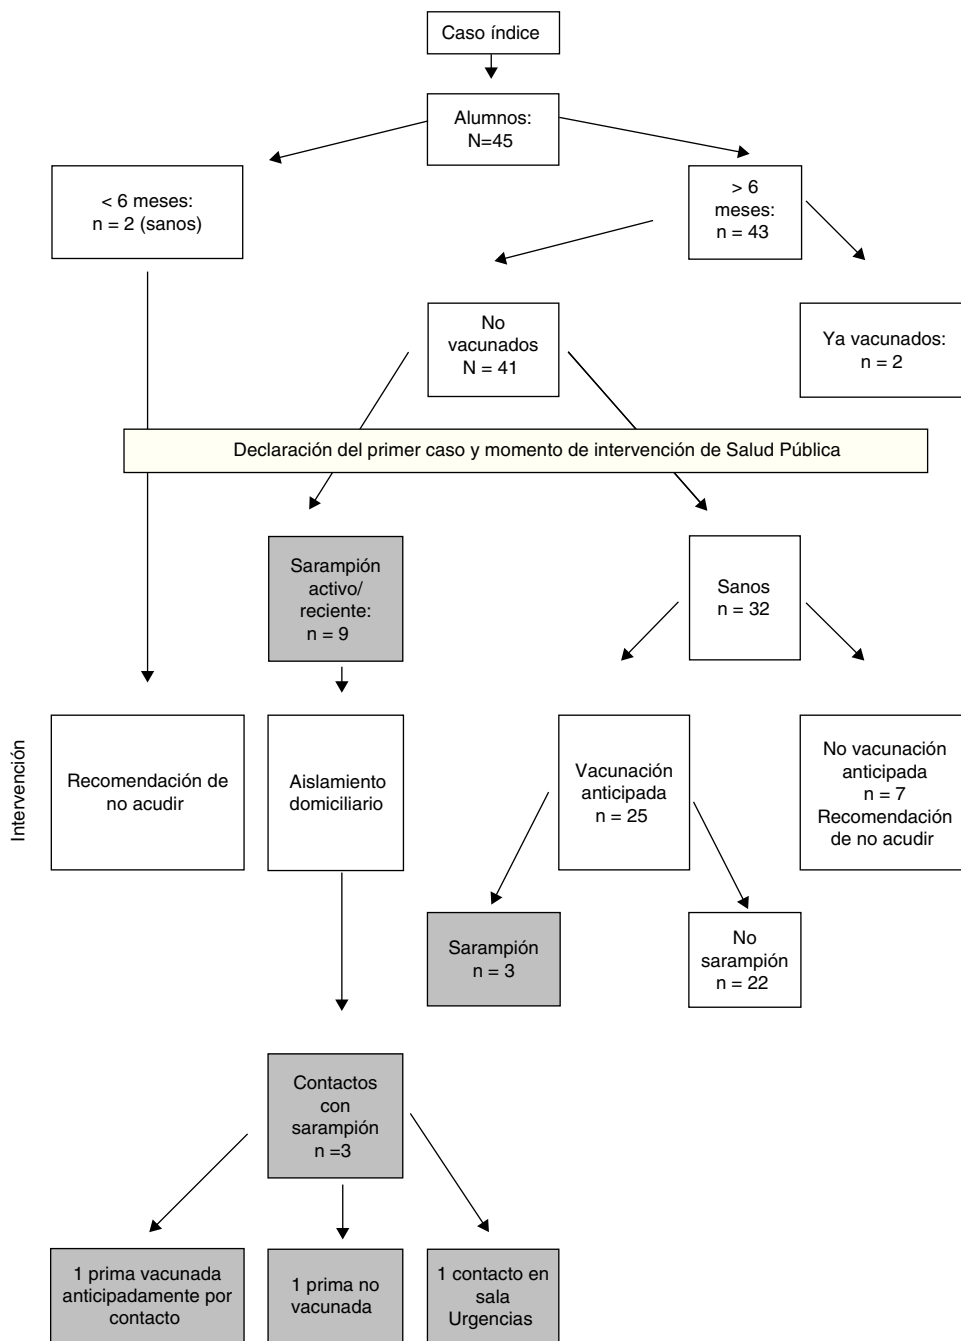 Caso índice
Alumnos:
N=45
< 6 meses:
n = 2 (sanos)
> 6
meses:
n = 43
No
vacunados
N = 41
Ya vacunados:
n = 2
Declaración del primer caso y momento de intervención de Salud Pública
Sarampión
activo/
reciente:
n = 9
Sanos
n = 32
Intervención
Recomendación de
no acudir
Aislamiento
domiciliario
Vacunación
anticipada
n = 25
No vacunación
anticipada
n = 7
Recomendación
de no acudir
Sarampión
n = 3
No
sarampión
n = 22
Contactos
con
sarampión
n =3
1 prima vacunada
anticipadamente por
contacto
1 prima no
vacunada
1 contacto en
sala
Urgencias